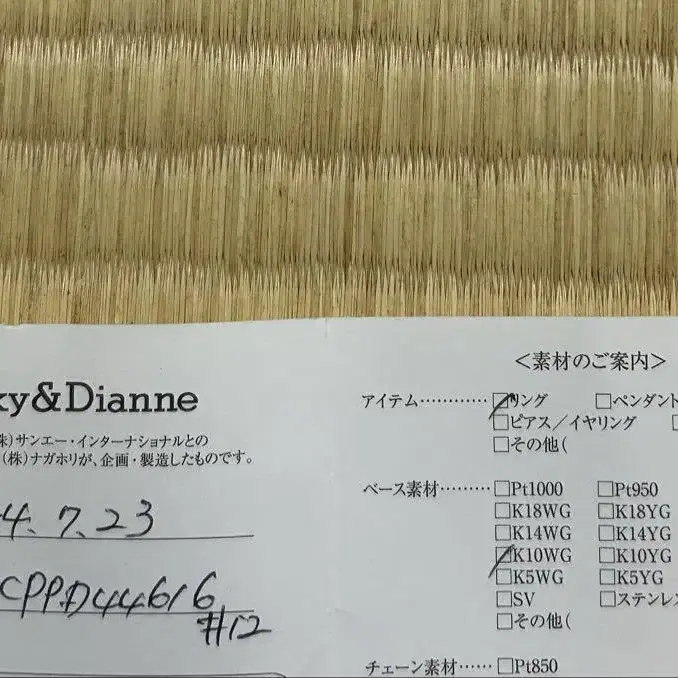 ky&Dianne
株)サンエー・インターナショナルとの
(株)ナガホリが、企画・製造したものです。
4. 7. 23
CPPD44616
#12
<素材のご案内>
アイテム············□リング □ペンダント
□ピアス/イヤリング □
□その他(
ベース素材·········□Pt1000 □Pt950
□K18WG □K18YG
□K14WG □K14YG
□K10WG □K10YG
□K5WG □K5YG
□SV □ステンレ
□その他(
チェーン素材······□Pt850